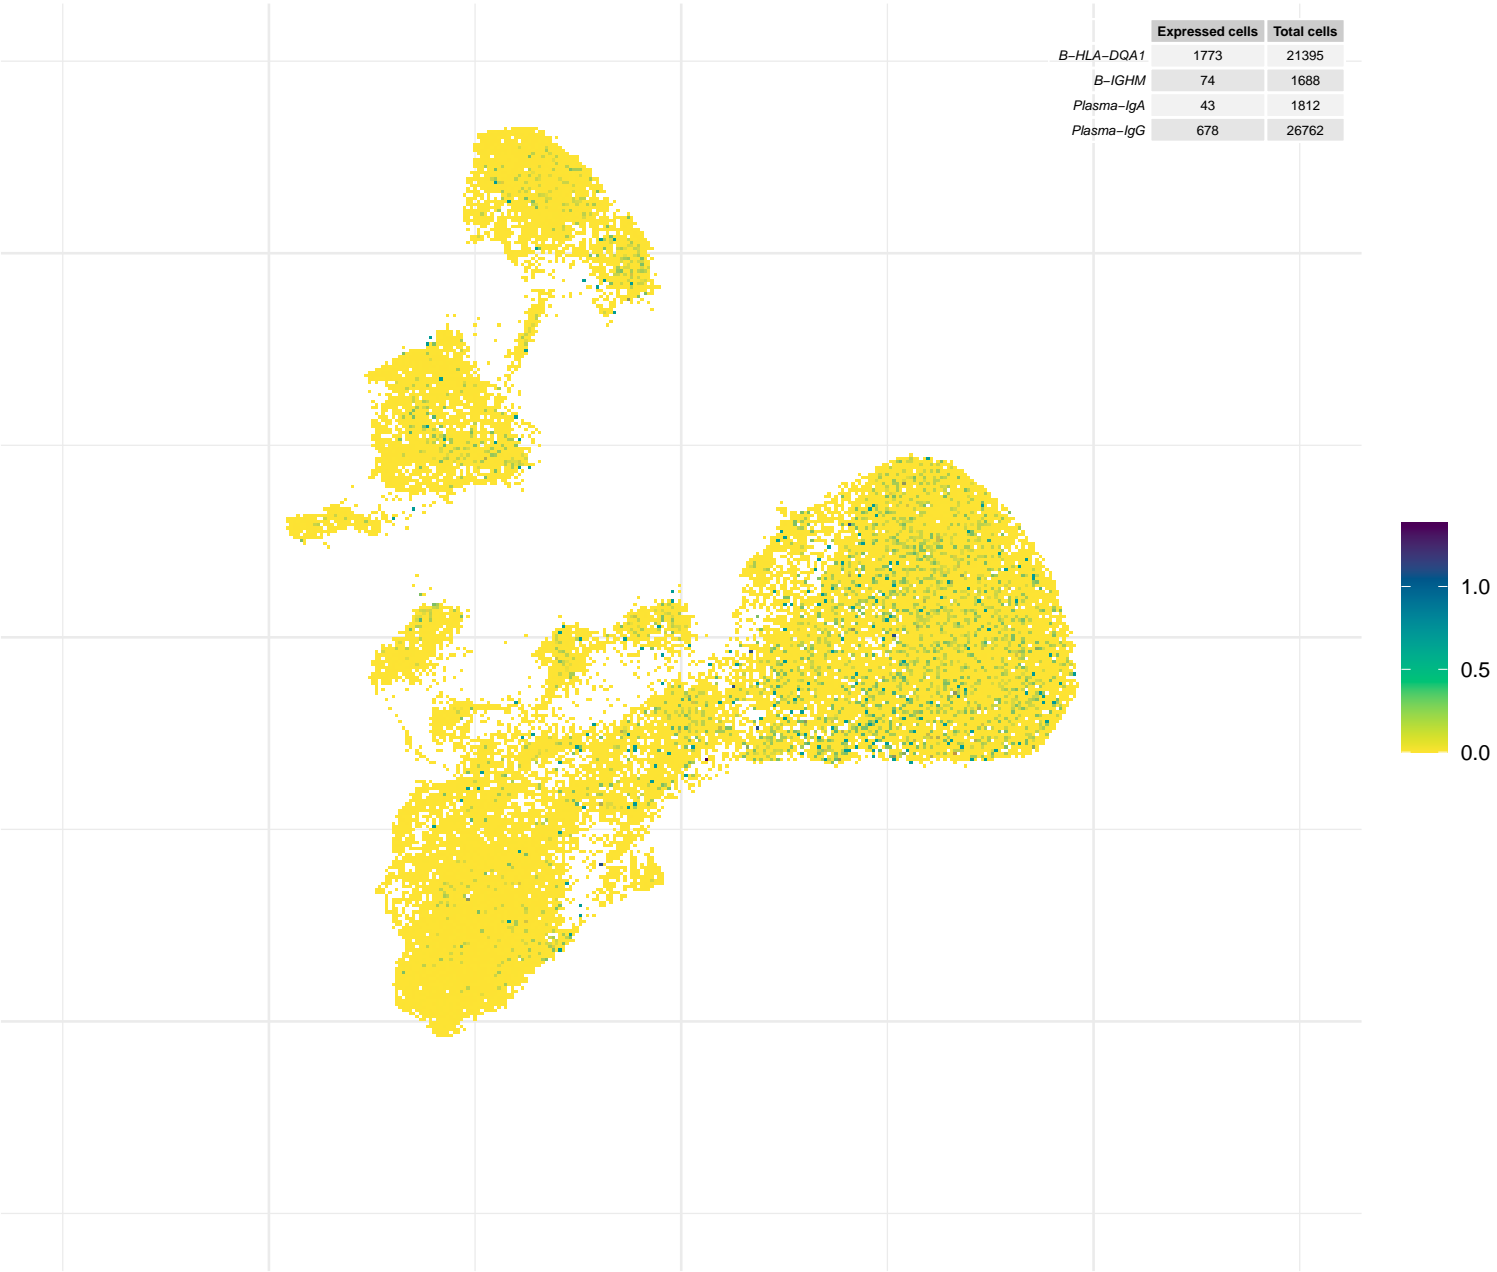 Expressed cells Total cells
B−HLA−DQA1 1773 21395
B−IGHM 74 1688
Plasma−IgA 43 1812
Plasma−IgG 678 26762
1.0
0.5
0.0